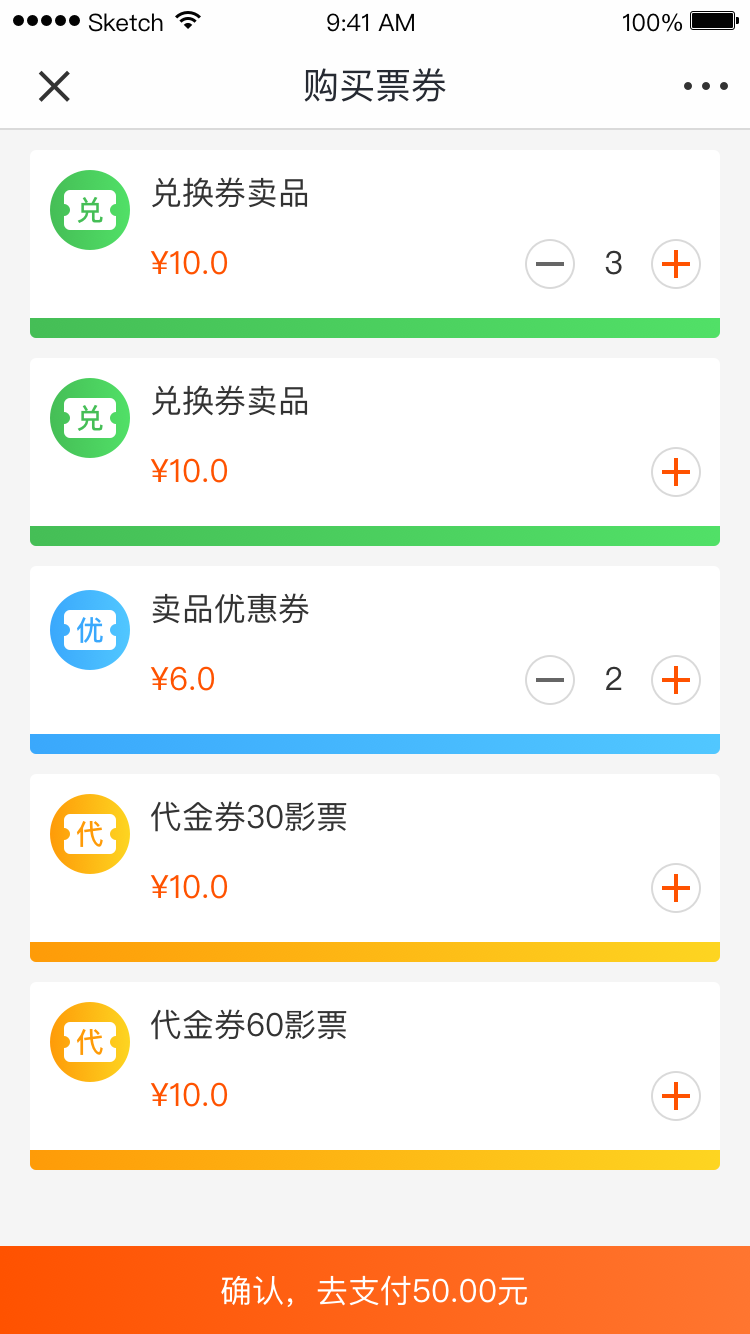 Sketch 9:41 AM 100%
购买票券
兑 兑换券卖品
¥10.0 3
兑 兑换券卖品
¥10.0
优 卖品优惠券
¥6.0 2
代 代金券30影票
¥10.0
代 代金券60影票
¥10.0
确认，去支付50.00元